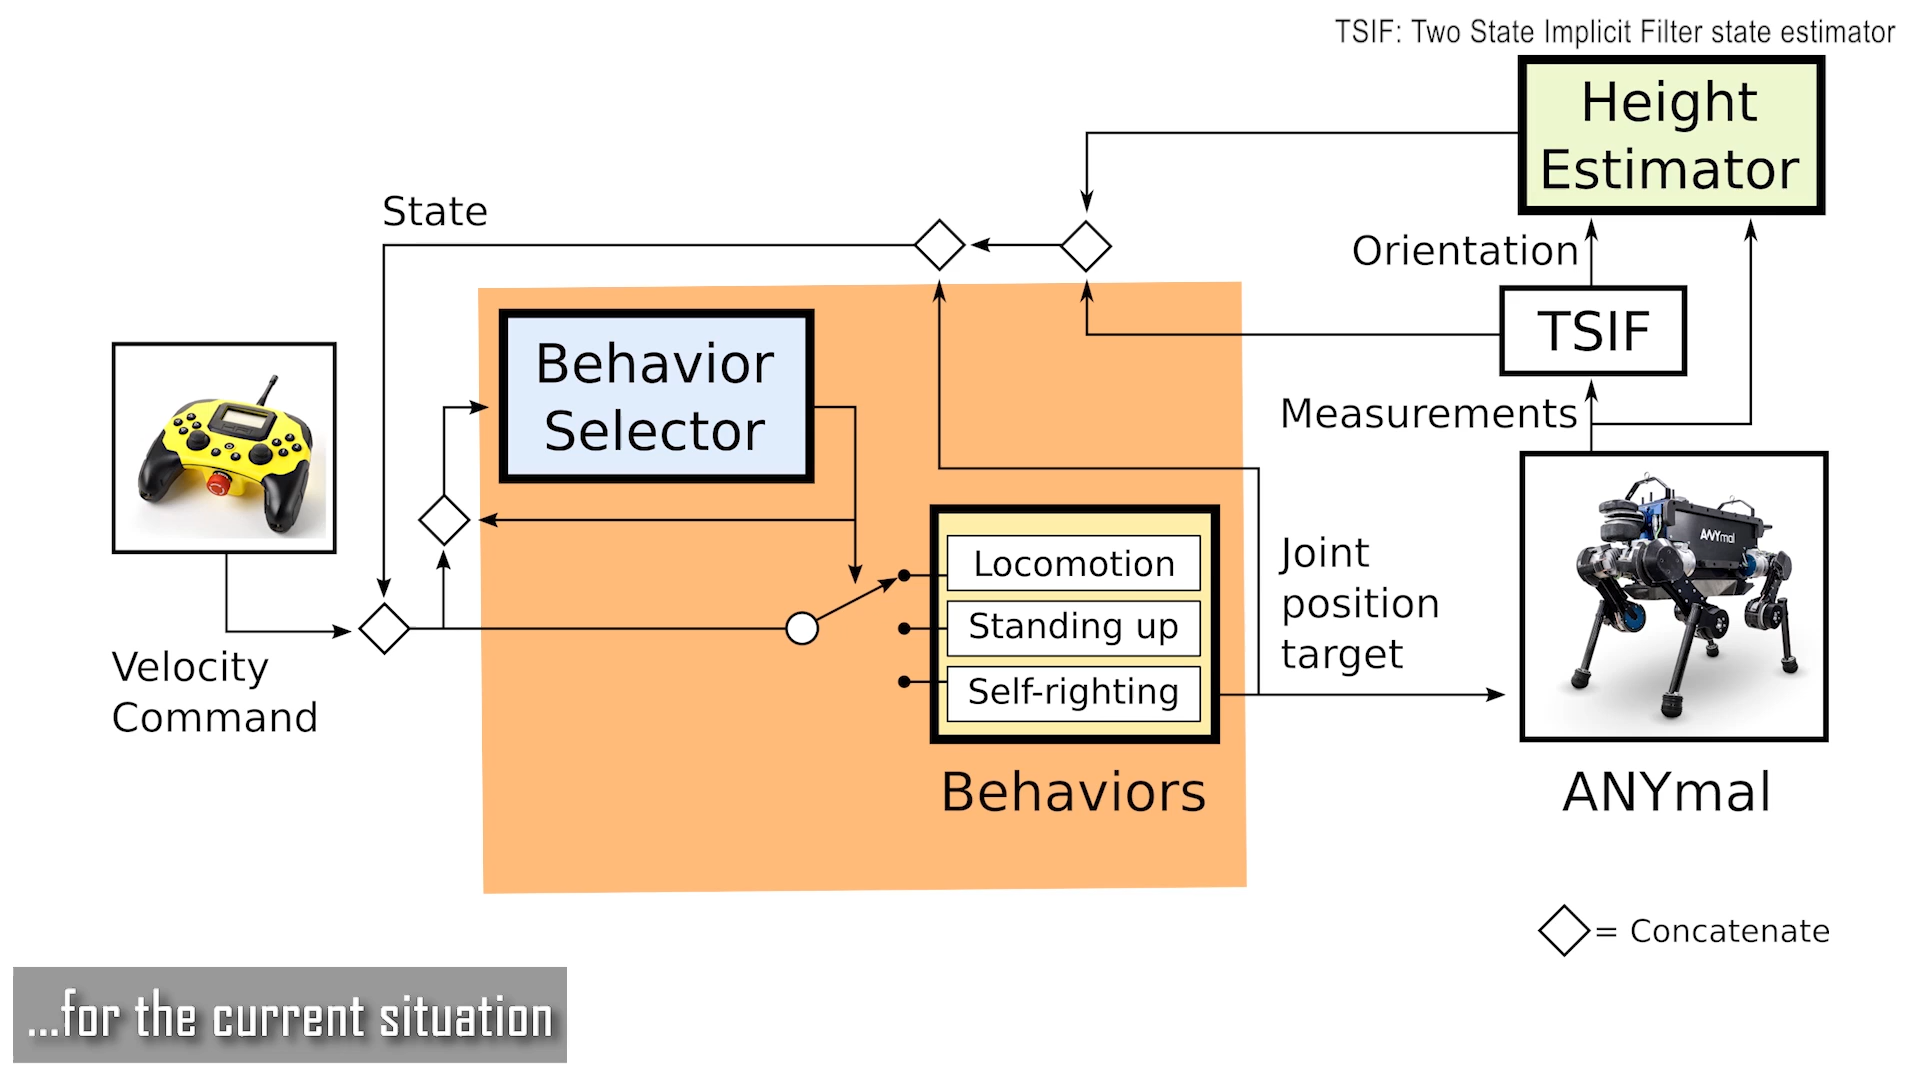 TSIF: Two State Implicit Filter state estimator
Height
Estimator
State
Orientation
TSIF
Behavior
Selector
Measurements
ANYmal
Locomotion
Standing up
Self-righting
Joint
position
target
Velocity
Command
Behaviors
ANYmal
= Concatenate
...for the current situation